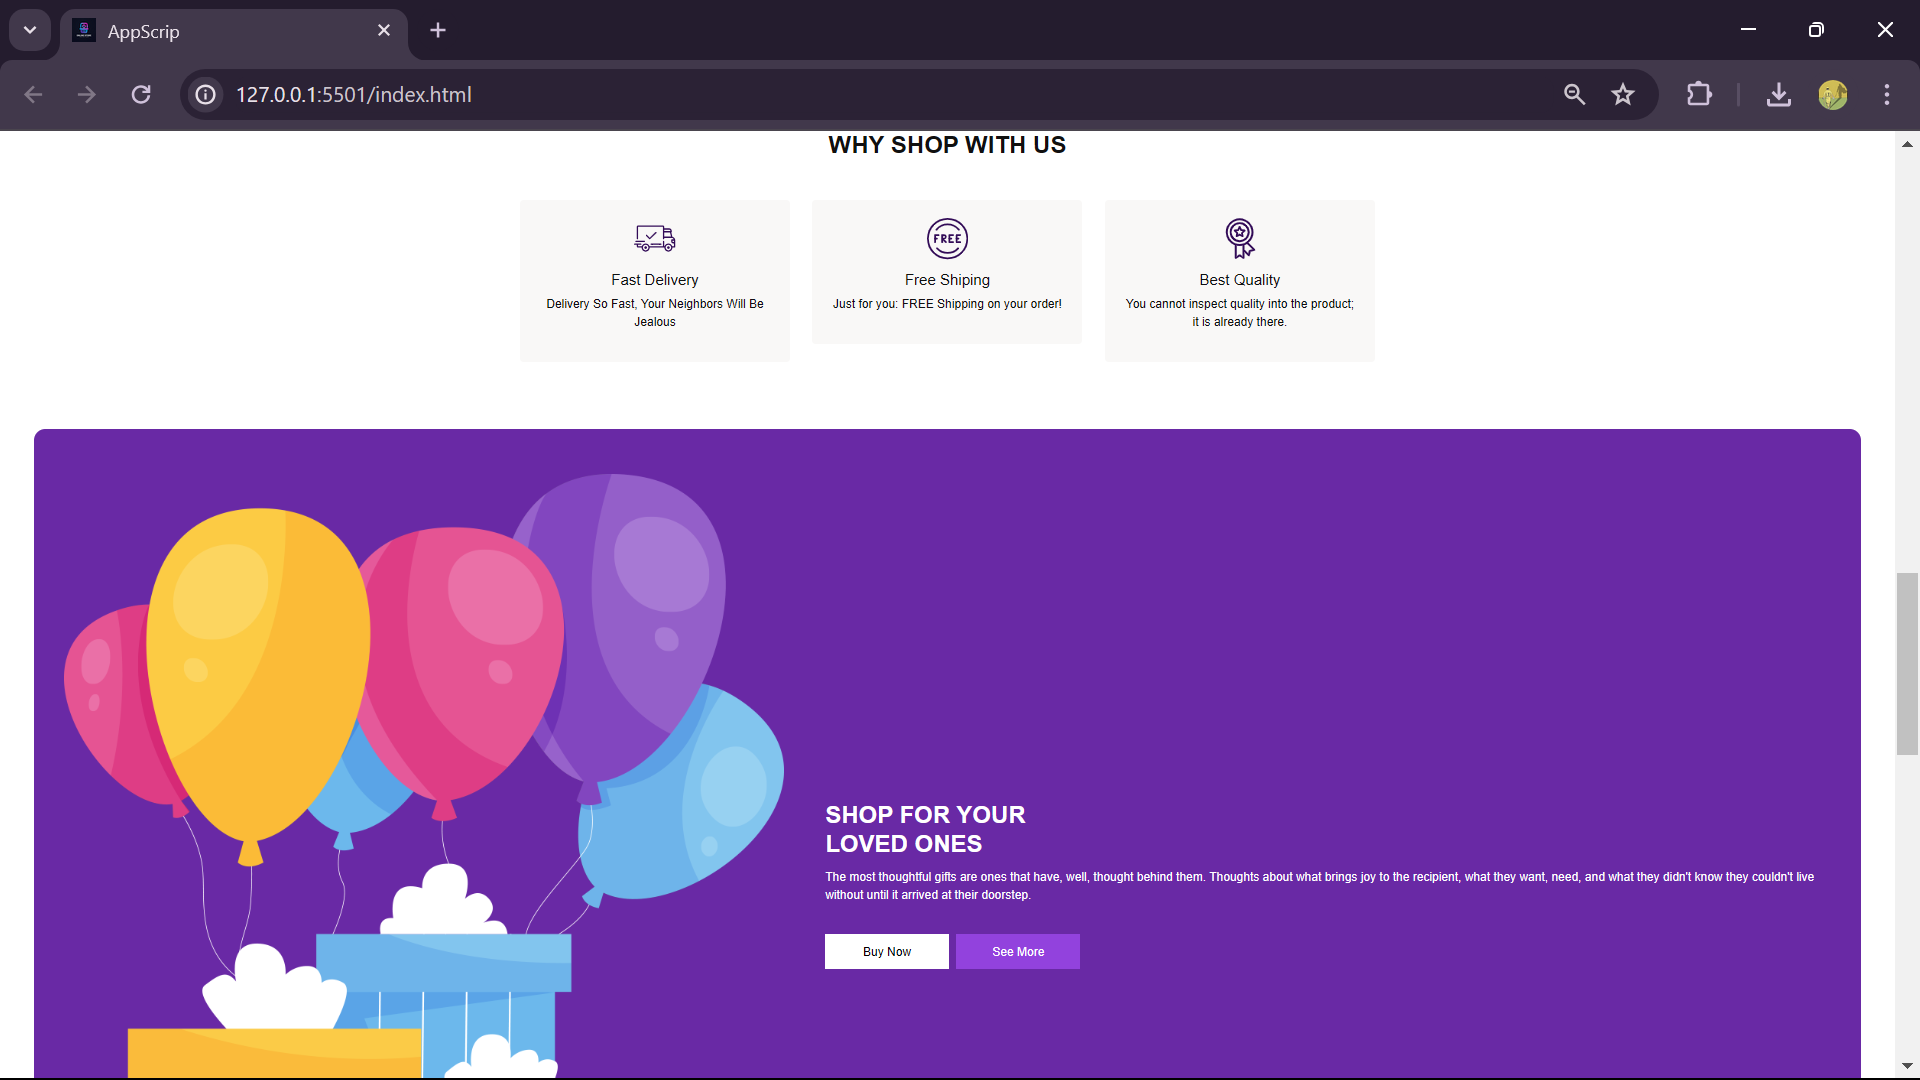 AppScrip
127.0.0.1:5501/index.html
WHY SHOP WITH US
FREE
Fast Delivery
Delivery So Fast, Your Neighbors Will Be
Jealous
Free Shiping
Just for you: FREE Shipping on your order!
Best Quality
You cannot inspect quality into the product;
it is already there.
SHOP FOR YOUR
LOVED ONES
The most thoughtful gifts are ones that have, well, thought behind them. Thoughts about what brings joy to the recipient, what they want, need, and what they didn't know they couldn't live
without until it arrived at their doorstep.
Buy Now
See More